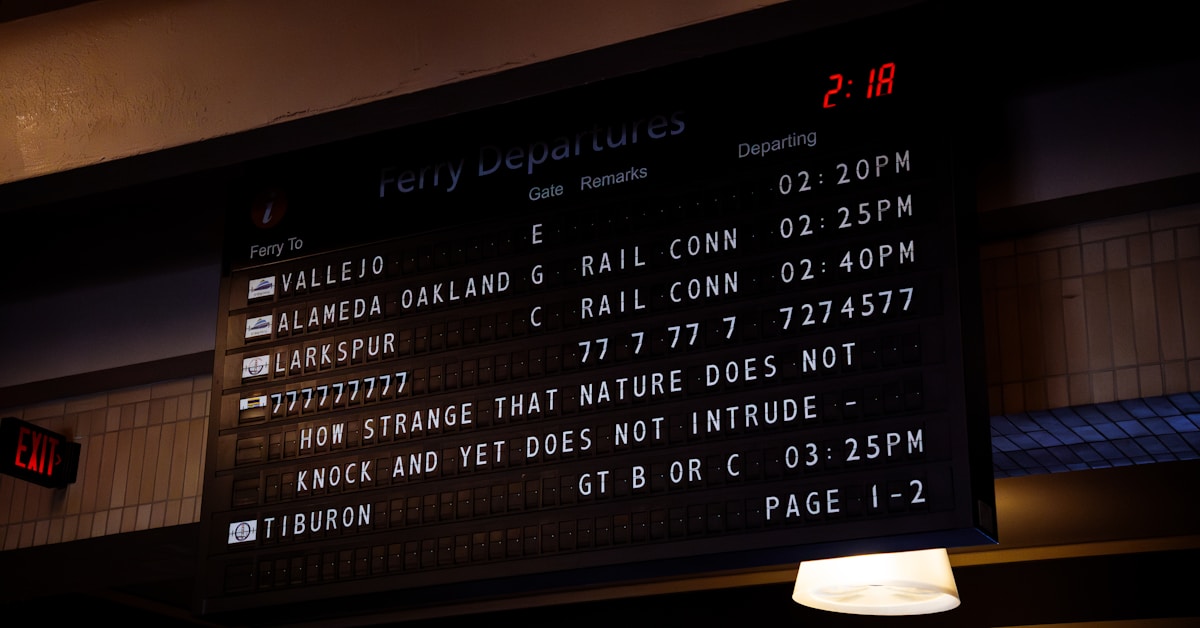 2:18
Ferry Departures
Ferry To Gate Remarks Departing
VALLEJO E 02:20PM
ALAMEDA OAKLAND G RAIL CONN 02:25PM
LARKSPUR C RAIL CONN 02:40PM
777777777 77 7 77 7 7274577
HOW STRANGE THAT NATURE DOES NOT
KNOCK AND YET DOES NOT INTRUDE -
TIBURON GT B OR C 03:25PM
PAGE 1-2
EXIT